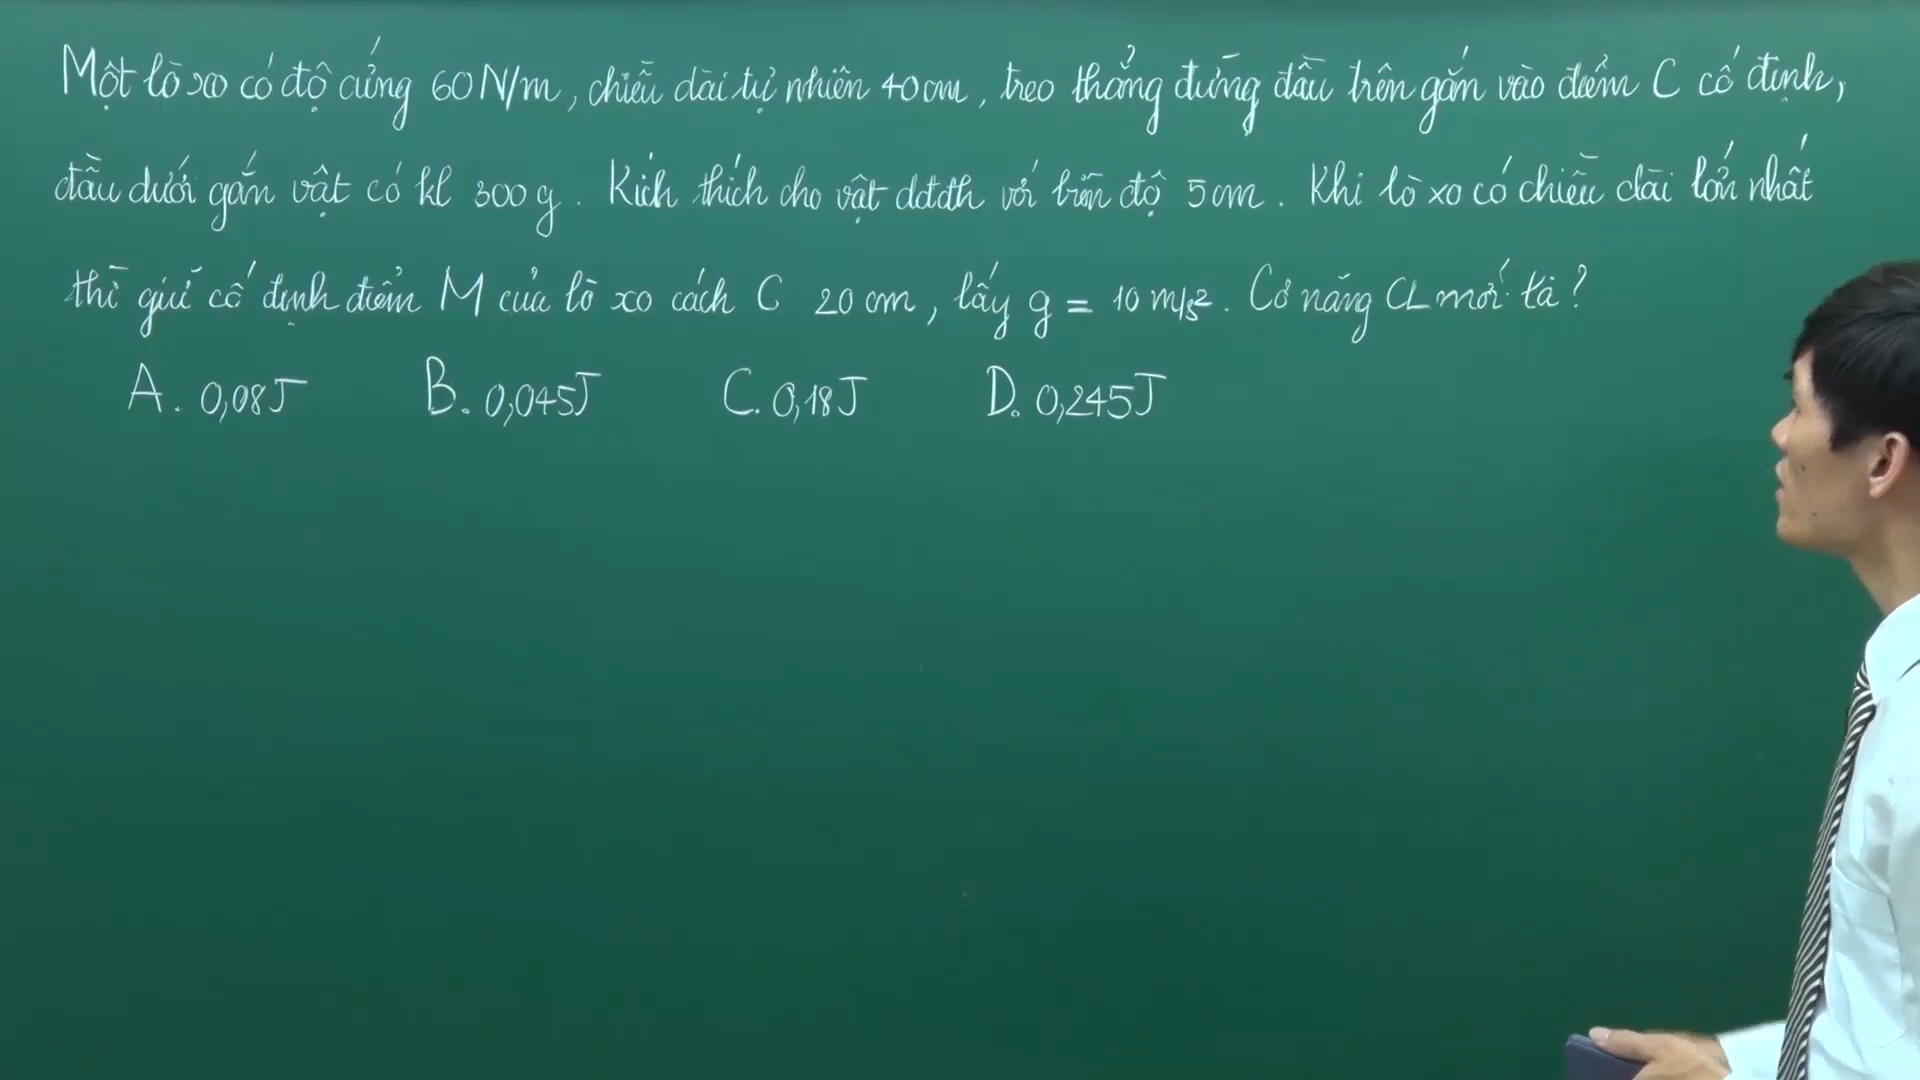 Một lò xo có độ cứng 60N/m, chiều dài tự nhiên 40cm, treo thẳng đứng đầu trên gắn vào điểm C cố định,
đầu dưới gắn vật có kl 300g. Kích thích cho vật dđđh với biên độ 5cm. Khi lò xo có chiều dài lớn nhất
thì giữ cố định điểm M của lò xo cách C 20cm, lấy g = 10 m/s². Cơ năng CL mới là?
A. 0,08J B. 0,045J C. 0,18J D. 0,245J